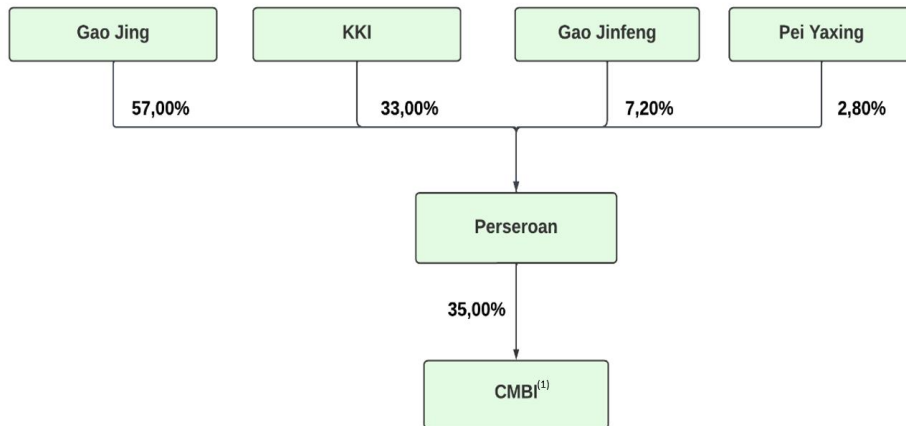 Gao Jing
KKI
Gao Jinfeng
Pei Yaxing
57,00%
33,00%
7,20%
2,80%
Perseroan
35,00%
CMBI(1)